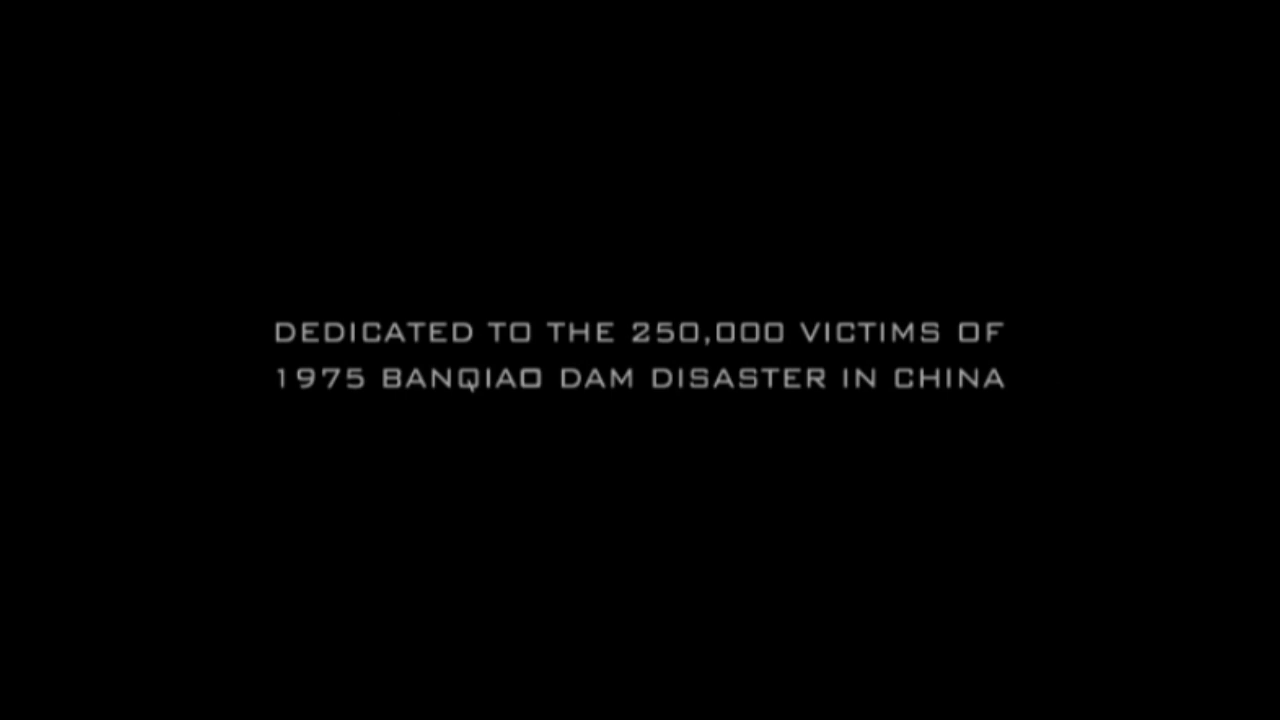 DEDICATED TO THE 250,000 VICTIMS OF
1975 BANQIAO DAM DISASTER IN CHINA